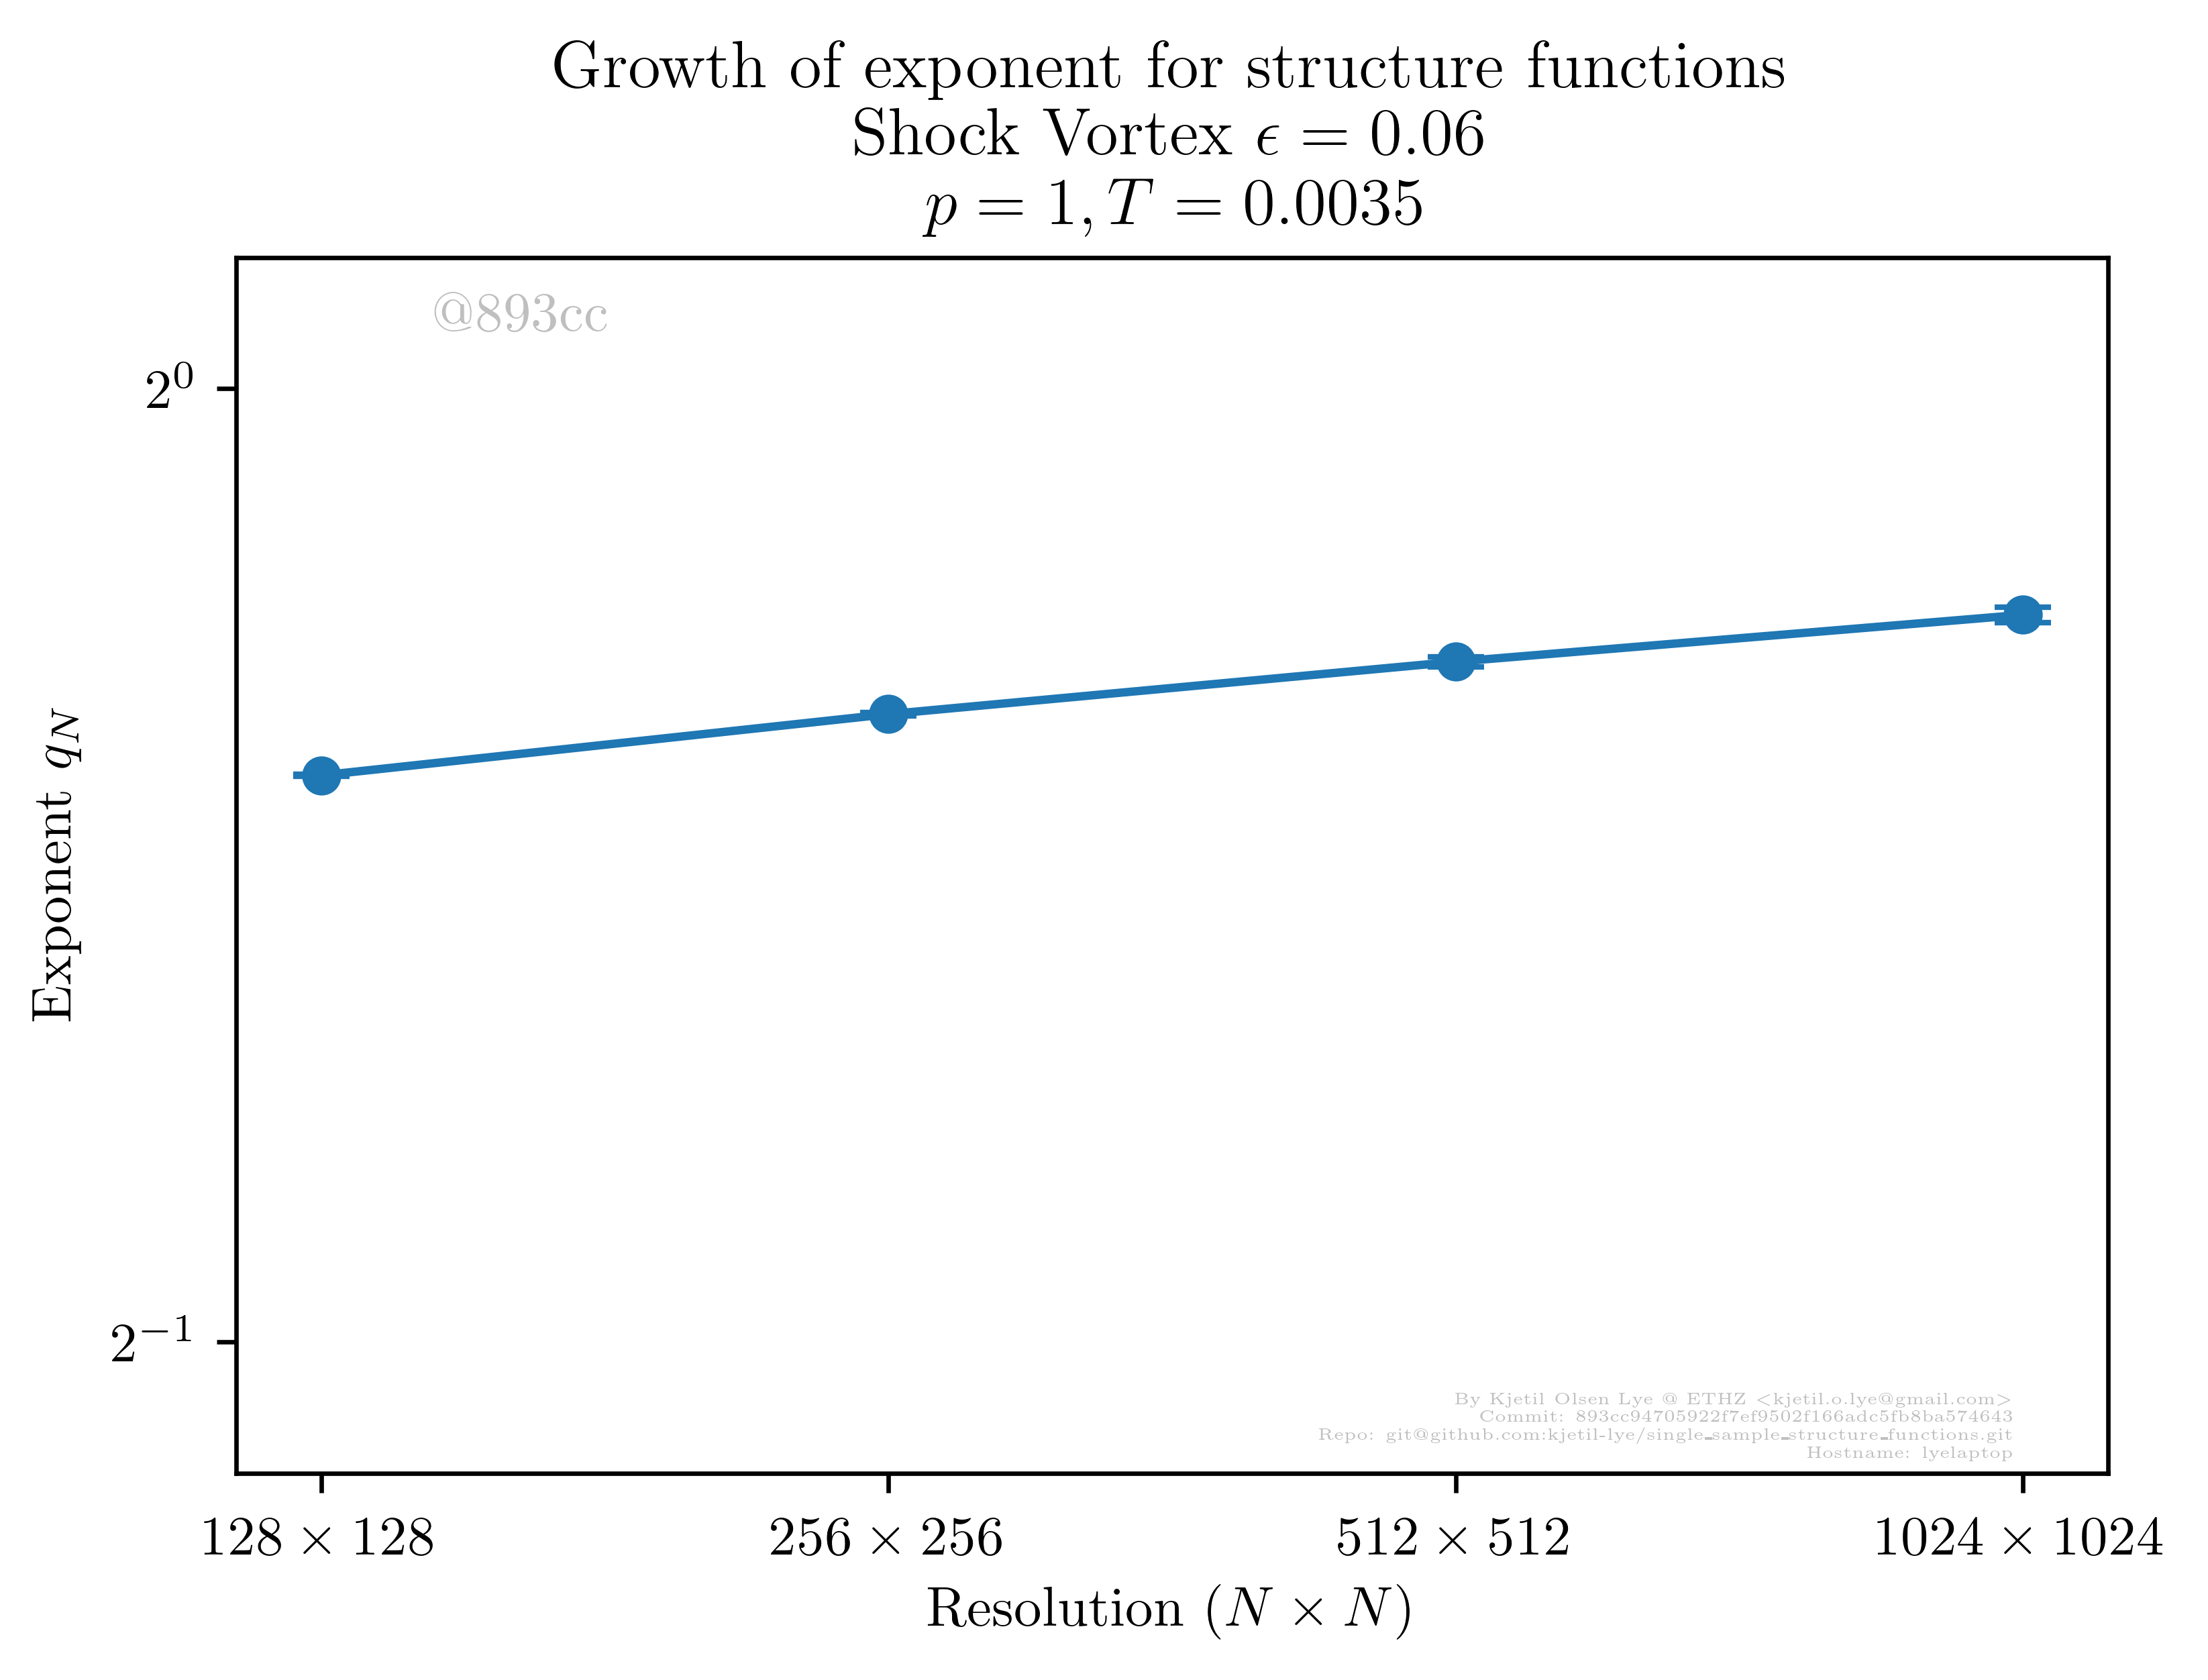 Growth of exponent for structure functions
Shock Vortex ϵ = 0.06
p = 1, T = 0.0035
@893cc
2⁰
Exponent q_N
2⁻¹
By Kjetil Olsen Lye @ ETHZ <kjetil.o.lye@gmail.com>
Commit: 893cc94705922f7ef9502f166adc5fb8ba574643
Repo: git@github.com:kjetil-lye/single_sample_structure_functions.git
Hostname: lyelaptop
128 × 128 256 × 256 512 × 512 1024 × 1024
Resolution (N × N)